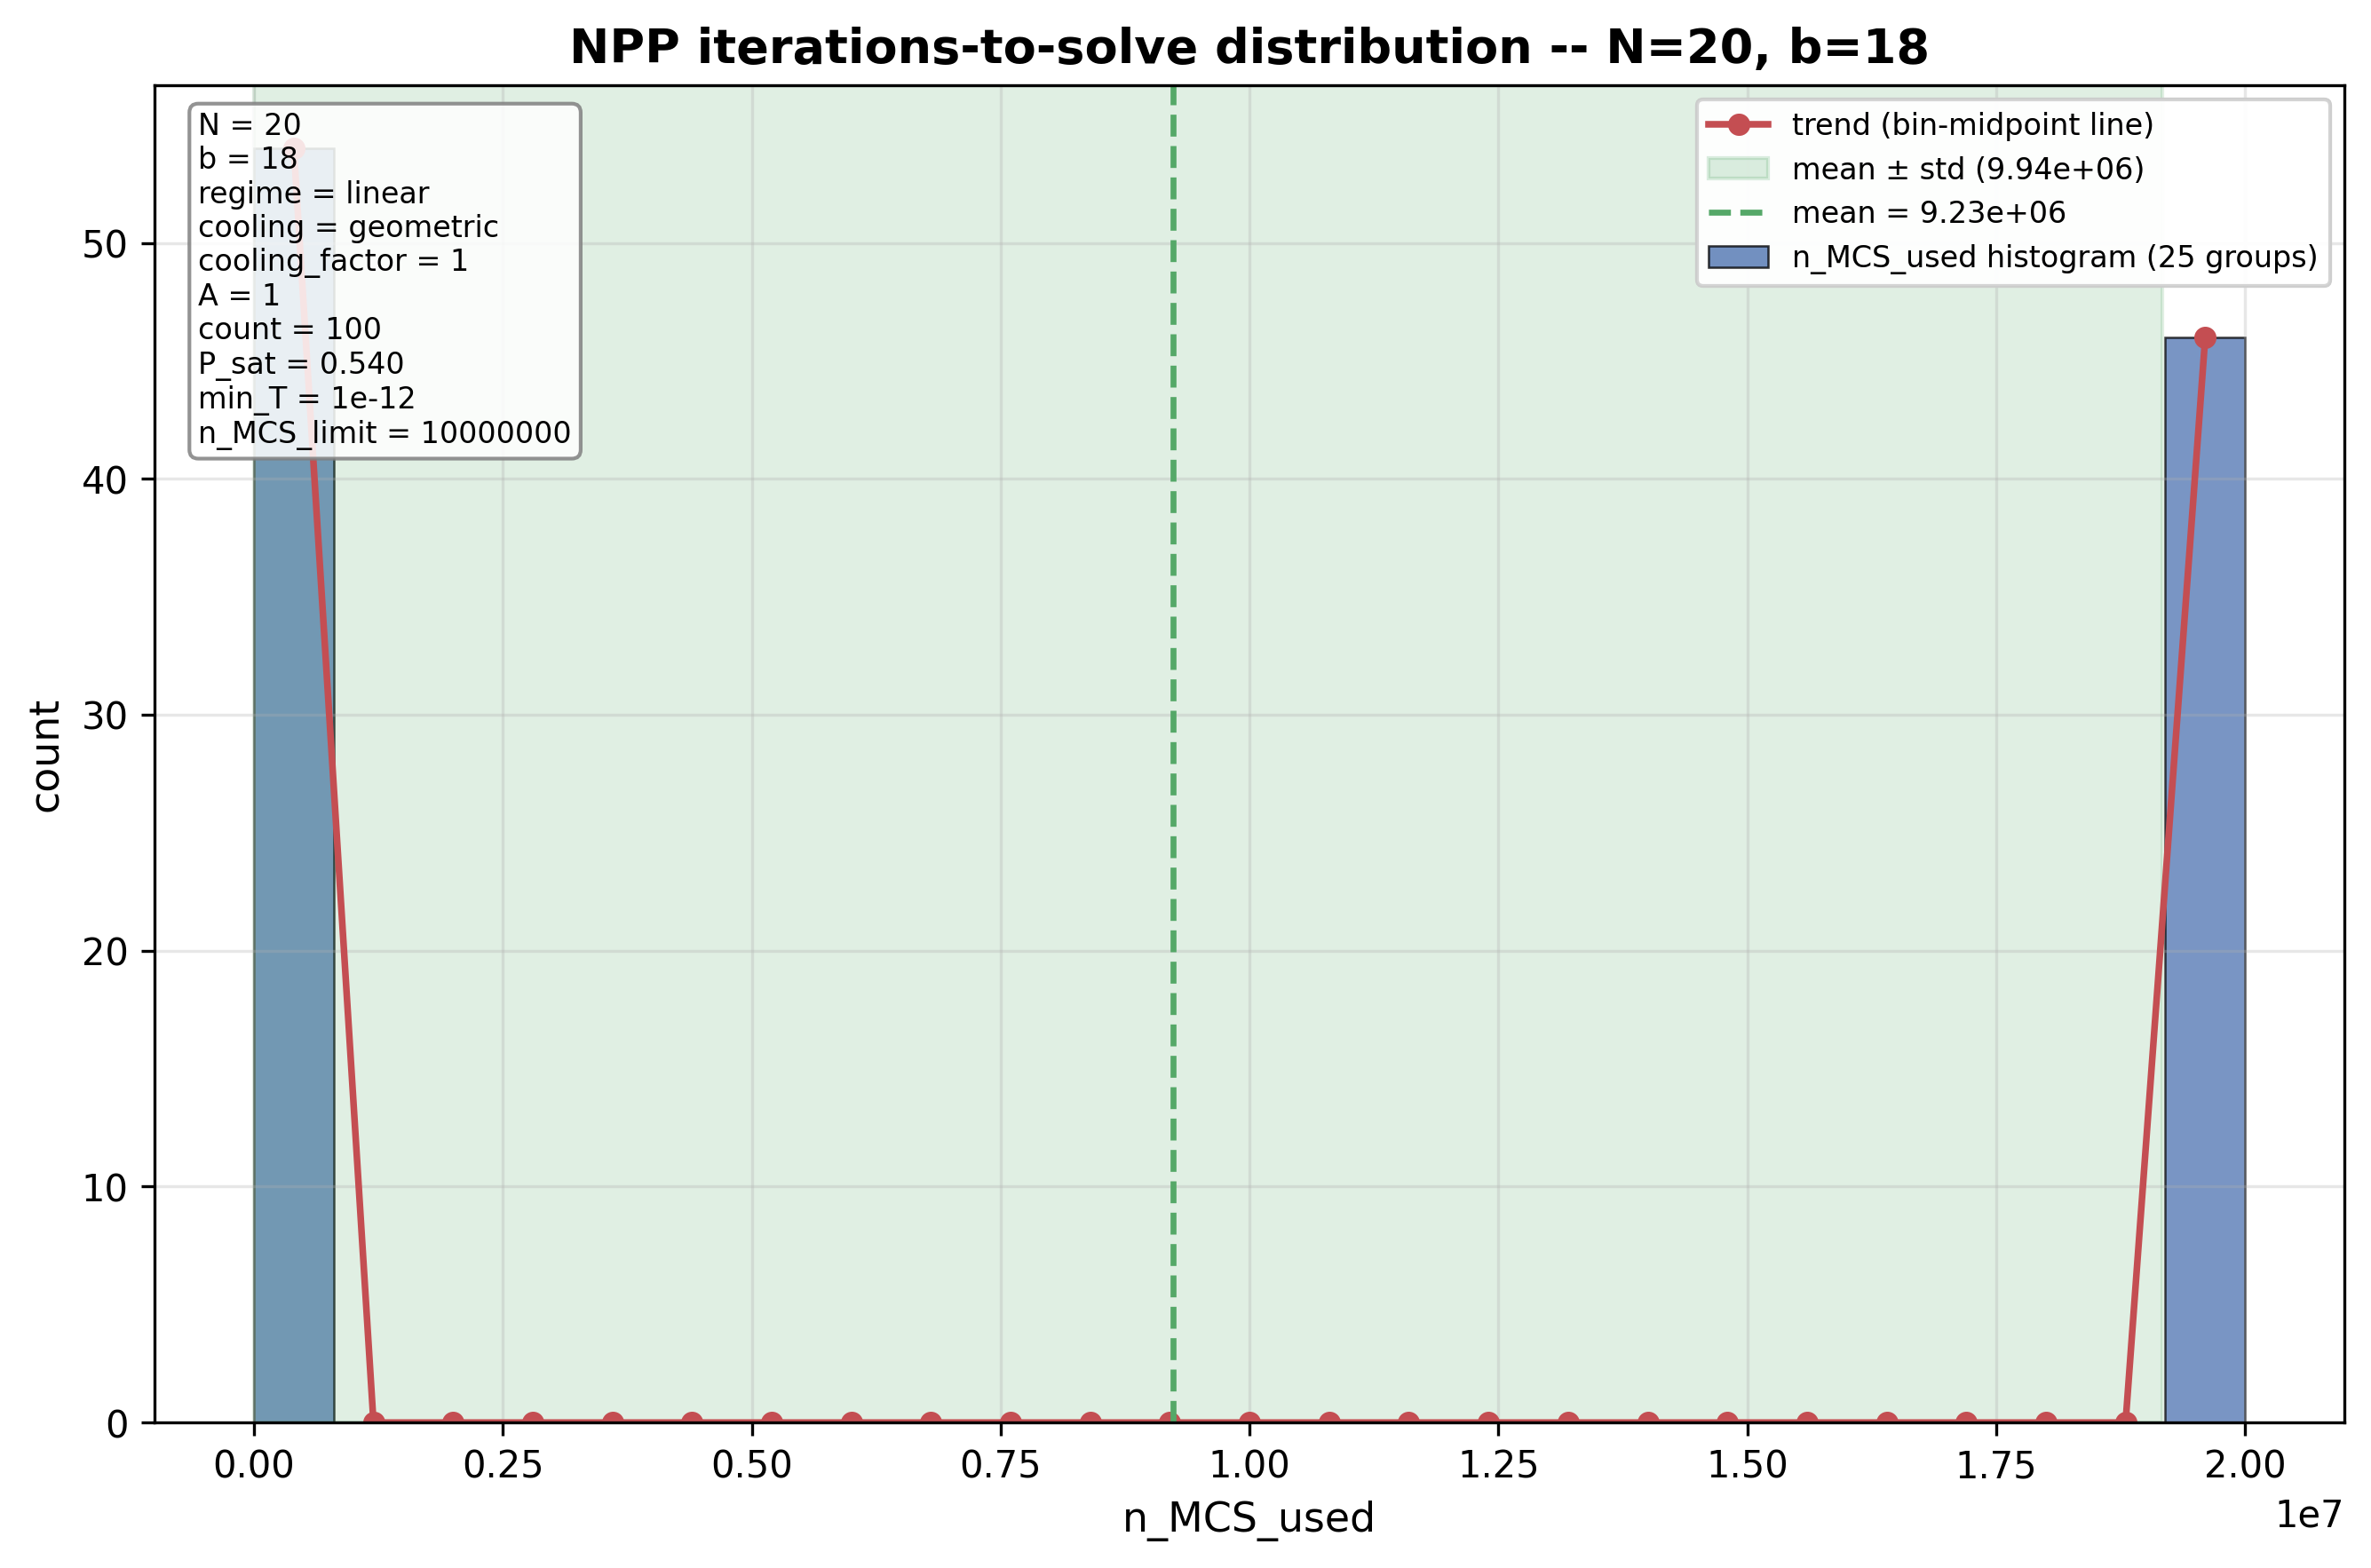 NPP iterations-to-solve distribution -- N=20, b=18
N = 20
b = 18
regime = linear
cooling = geometric
cooling_factor = 1
A = 1
count = 100
P_sat = 0.540
min_T = 1e-12
n_MCS_limit = 10000000
trend (bin-midpoint line)
mean ± std (9.94e+06)
mean = 9.23e+06
n_MCS_used histogram (25 groups)
count
50
40
30
20
10
0
0.00 0.25 0.50 0.75 1.00 1.25 1.50 1.75 2.00
1e7
n_MCS_used